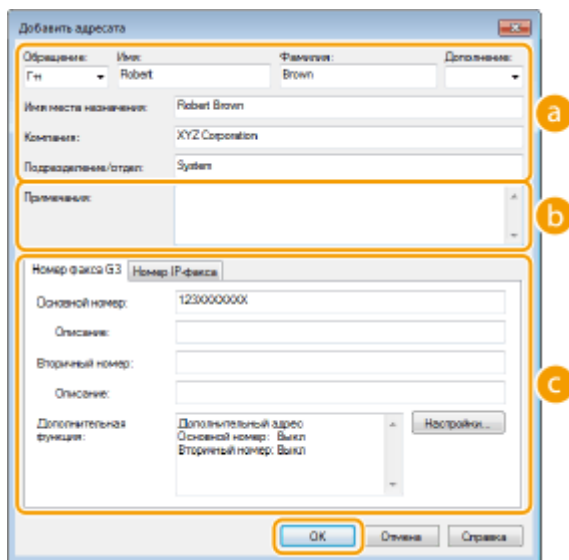 Добавить адресата
Обращение: Имя: Фамилия: Дополнение:
Г-н Robert Brown
Имя места назначения: Robert Brown
a
Компания: XYZ Corporation
Подразделение/отдел: System
Примечания:
b
Номер факса G3 Номер IP-факса
Основной номер: 123XXXXXXX
Описание:
Вторичный номер:
c
Описание:
Дополнительная функция:
Дополнительный адрес
Основной номер: Выкл
Вторичный номер: Выкл
Настройки...
OK Отмена Справка